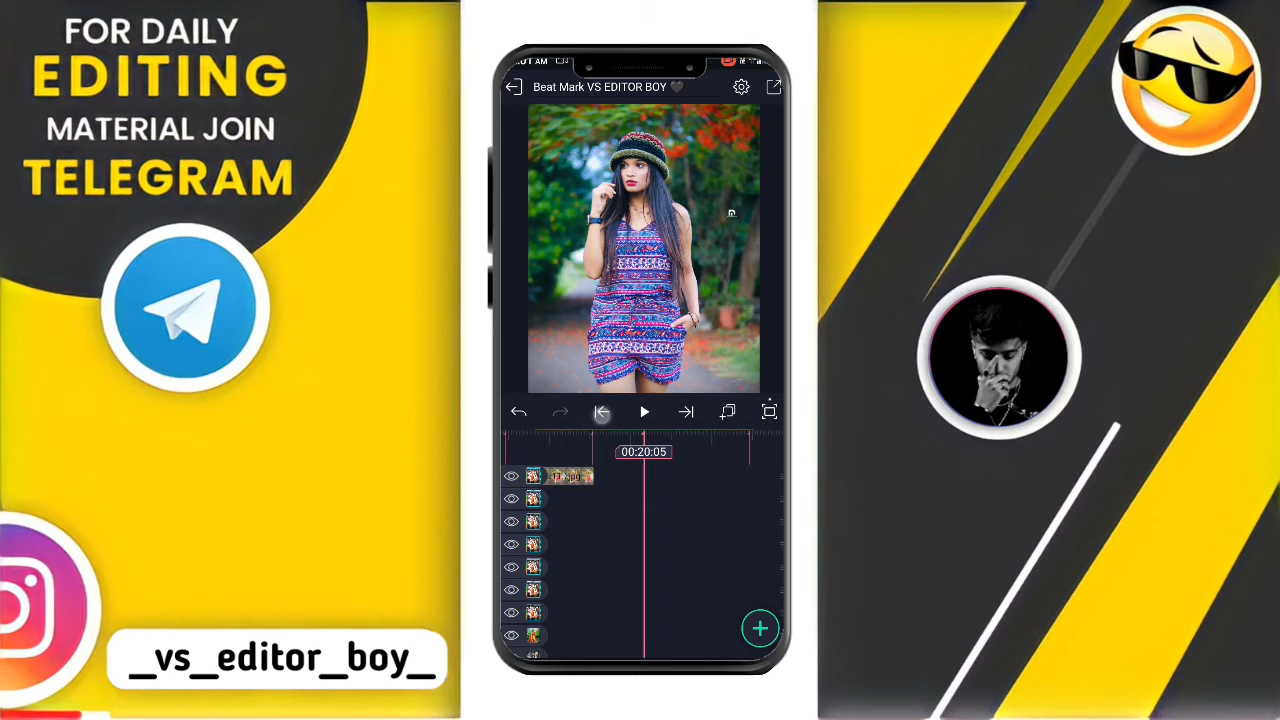 FOR DAILY
EDITING
MATERIAL JOIN
TELEGRAM
_vs_editor_boy_
Beat Mark VS EDITOR BOY 🖤
00:20:05